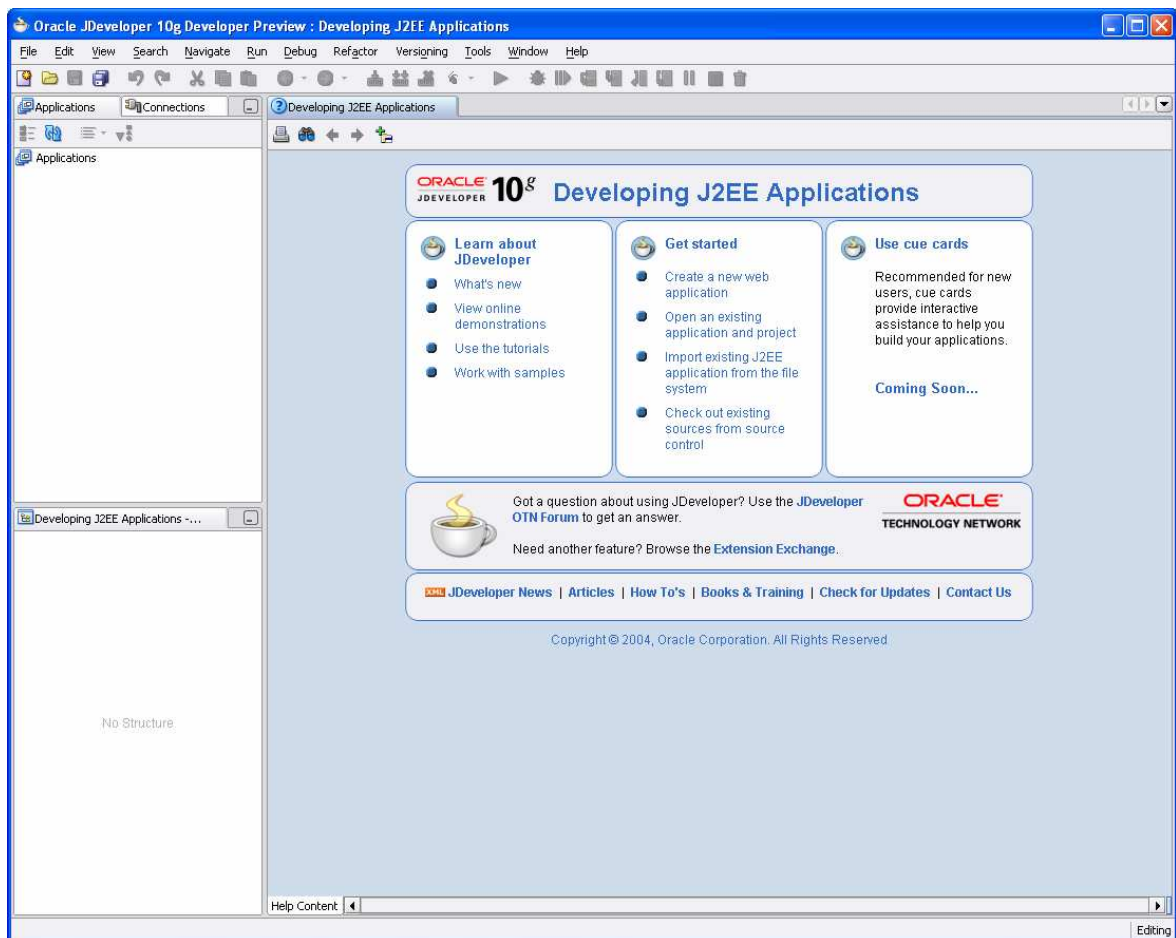 Oracle JDeveloper 10g Developer Preview : Developing J2EE Applications
File Edit View Search Navigate Run Debug Refactor Versioning Tools Window Help
Applications Connections
Developing J2EE Applications
Applications
ORACLE
JDEVELOPER
10g
Developing J2EE Applications
Learn about
JDeveloper
What's new
View online
demonstrations
Use the tutorials
Work with samples
Get started
Create a new web
application
Open an existing
application and project
Import existing J2EE
application from the file
system
Check out existing
sources from source
control
Use cue cards
Recommended for new
users, cue cards
provide interactive
assistance to help you
build your applications.
Coming Soon...
Got a question about using JDeveloper? Use the JDeveloper
OTN Forum to get an answer.
Need another feature? Browse the Extension Exchange.
ORACLE
TECHNOLOGY NETWORK
XML JDeveloper News | Articles | How To's | Books & Training | Check for Updates | Contact Us
Copyright © 2004, Oracle Corporation. All Rights Reserved
Developing J2EE Applications -...
No Structure
Help Content
Editing